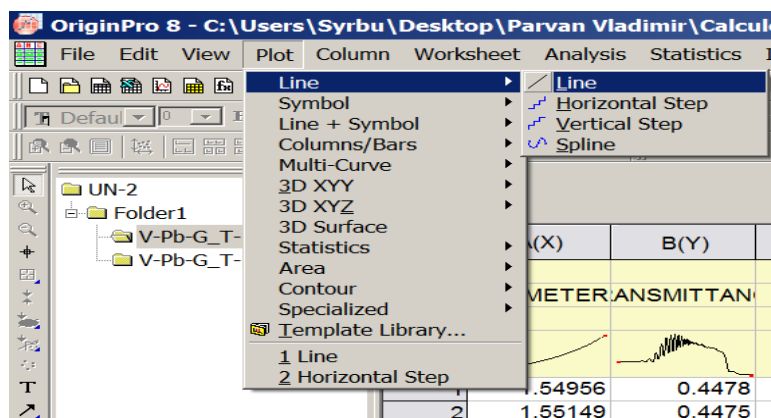 OriginPro 8 - C:\Users\Syrbu\Desktop\Parvan Vladimir\Calcul
File Edit View Plot Column Worksheet Analysis Statistics
Defaul 0
Line
Symbol
Line + Symbol
Columns/Bars
Multi-Curve
3D XYY
3D XYZ
3D Surface
Statistics
Area
Contour
Specialized
Template Library...
1 Line
2 Horizontal Step
Line
Horizontal Step
Vertical Step
Spline
UN-2
Folder1
V-Pb-G_T-
V-Pb-G_T-
(X) B(Y)
METER ANSMITTAN
1 1.54956 0.4478
2 1.55149 0.4475